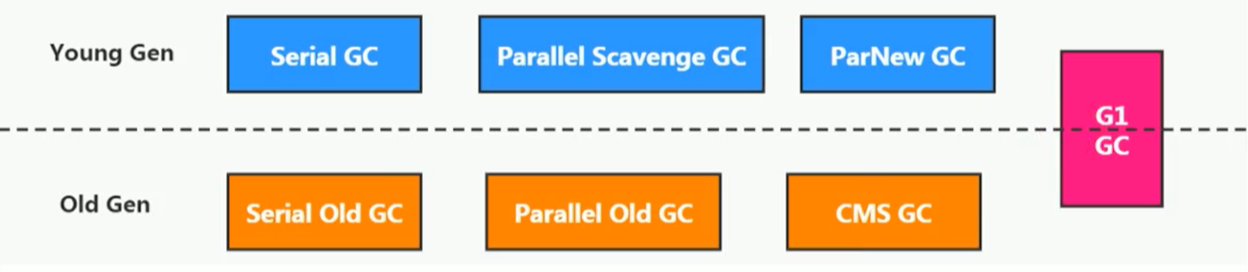 Young Gen
Serial GC
Parallel Scavenge GC
ParNew GC
G1
GC
Old Gen
Serial Old GC
Parallel Old GC
CMS GC